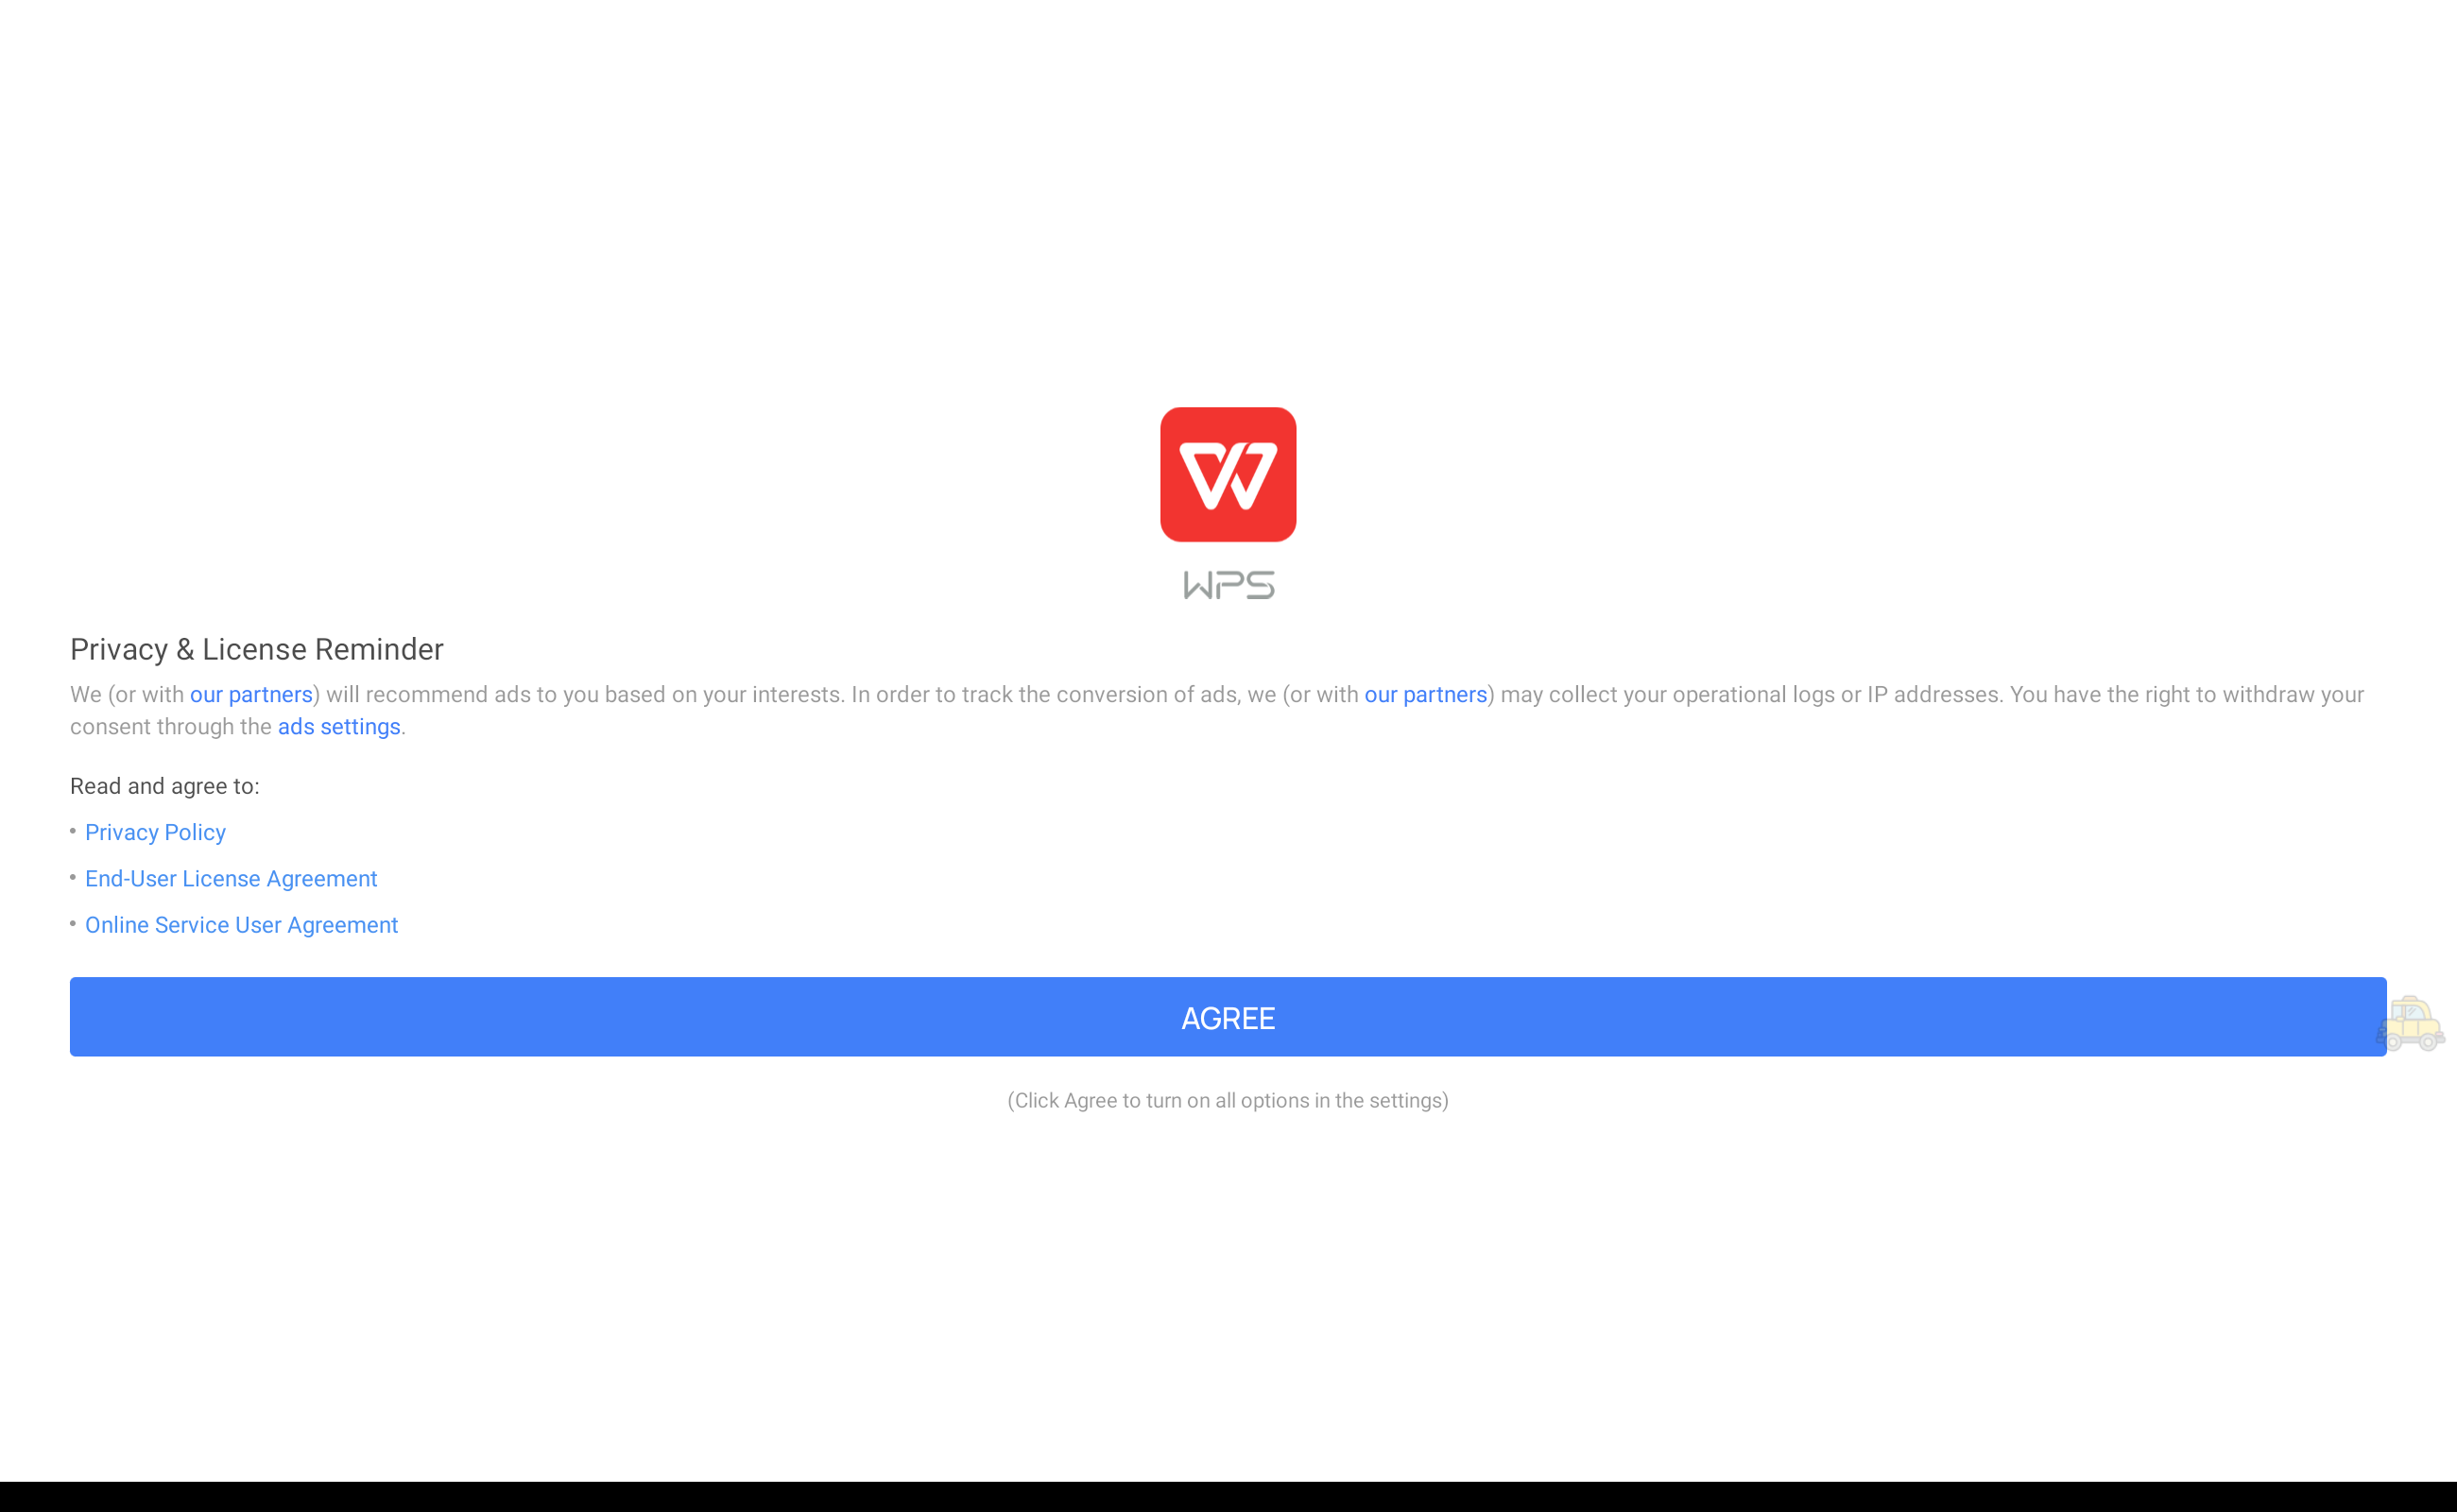 WPS
Privacy & License Reminder
We (or with our partners) will recommend ads to you based on your interests. In order to track the conversion of ads, we (or with our partners) may collect your operational logs or IP addresses. You have the right to withdraw your
consent through the ads settings.
Read and agree to:
• Privacy Policy
• End-User License Agreement
• Online Service User Agreement
AGREE
(Click Agree to turn on all options in the settings)